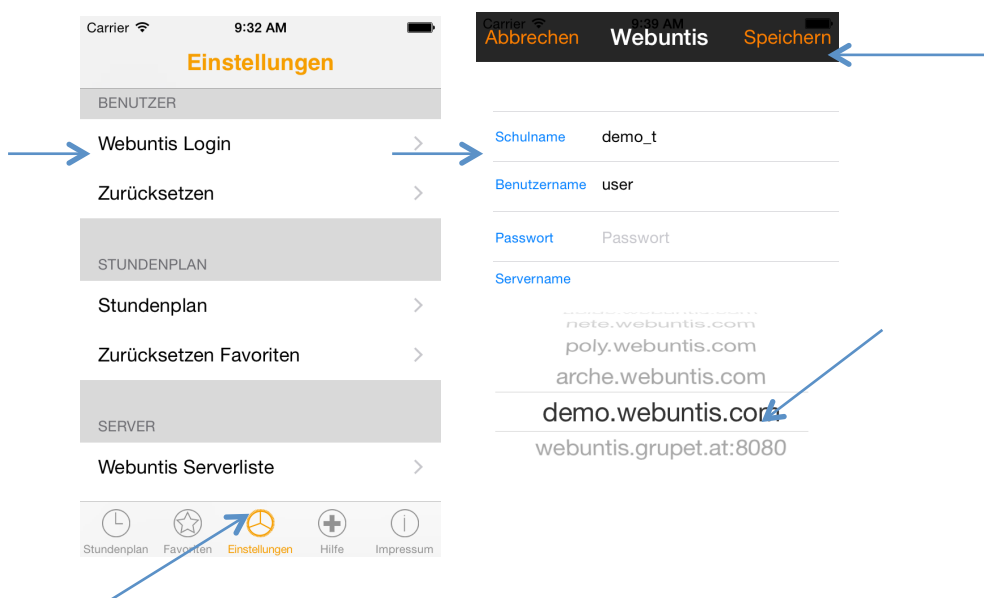 Carrier 9:32 AM
Einstellungen
BENUTZER
Webuntis Login
Zurücksetzen
STUNDENPLAN
Stundenplan
Zurücksetzen Favoriten
SERVER
Webuntis Serverliste
Stundenplan Favoriten Einstellungen Hilfe Impressum
Carrier 9:39 AM
Abbrechen Webuntis Speichern
Schulname demo_t
Benutzername user
Passwort Passwort
Servername
nete.webuntis.com
poly.webuntis.com
arche.webuntis.com
demo.webuntis.com
webuntis.grupet.at:8080